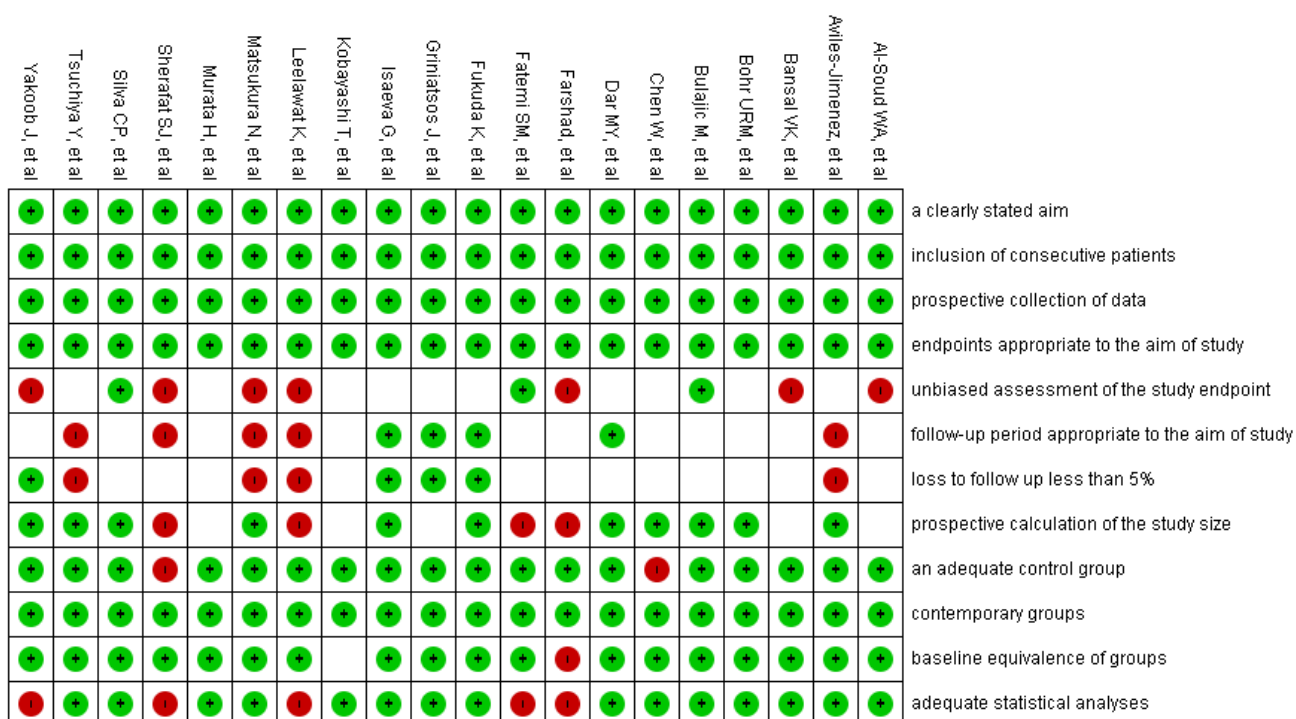 Yakoob J, et al
Tsuchiya Y, et al
Silva CP, et al
Sherafat SJ, et al
Murata H, et al
Matsukura N, et al
Leelawat K, et al
Kobayashi T, et al
Isaeva G, et al
Griniatsos J, et al
Fukuda K, et al
Fatemi SM, et al
Farshad, et al
Dar MY, et al
Chen W, et al
Bulajic M, et al
Bohr URM, et al
Bansal VK, et al
Aviles-Jimenez, et al
Al-Soud WA, et al
a clearly stated aim
inclusion of consecutive patients
prospective collection of data
endpoints appropriate to the aim of study
unbiased assessment of the study endpoint
follow-up period appropriate to the aim of study
loss to follow up less than 5%
prospective calculation of the study size
an adequate control group
contemporary groups
baseline equivalence of groups
adequate statistical analyses